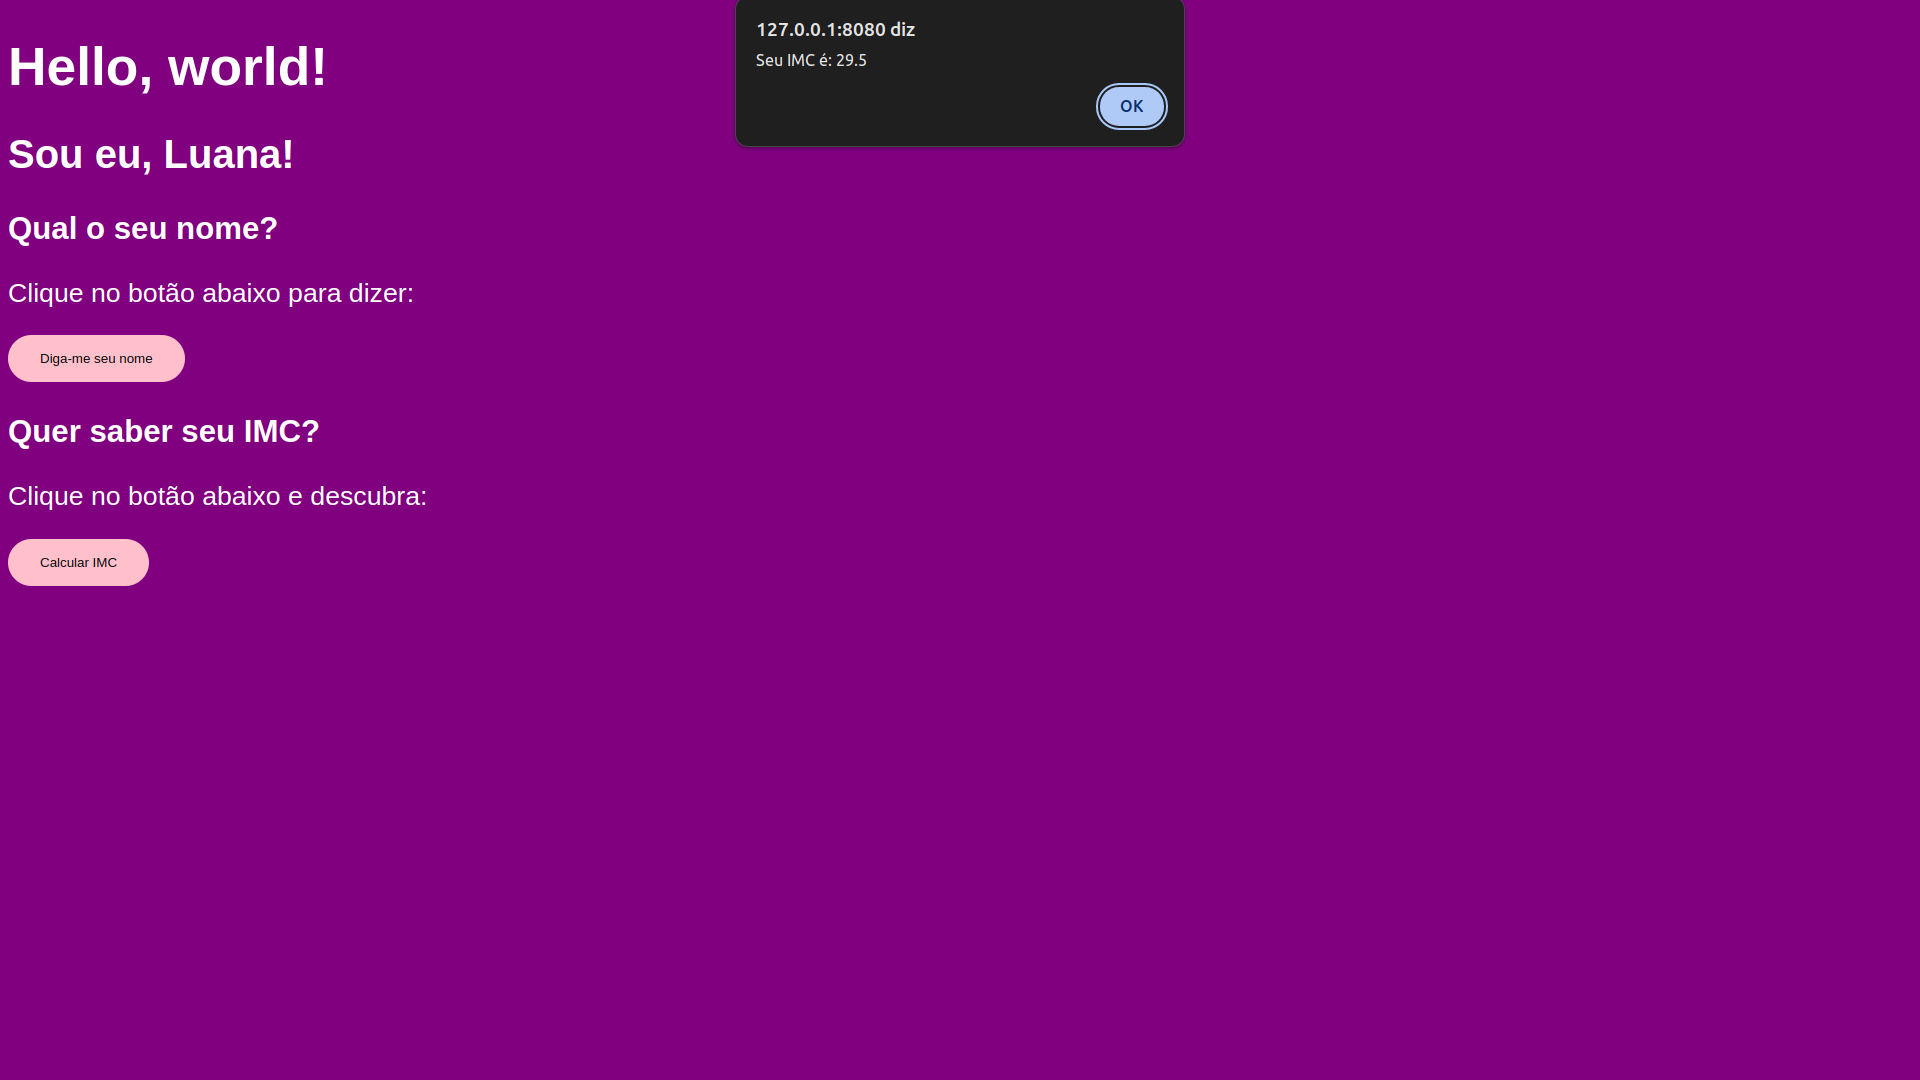 127.0.0.1:8080 diz
Seu IMC é: 29.5
OK
Hello, world!
Sou eu, Luana!
Qual o seu nome?
Clique no botão abaixo para dizer:
Diga-me seu nome
Quer saber seu IMC?
Clique no botão abaixo e descubra:
Calcular IMC